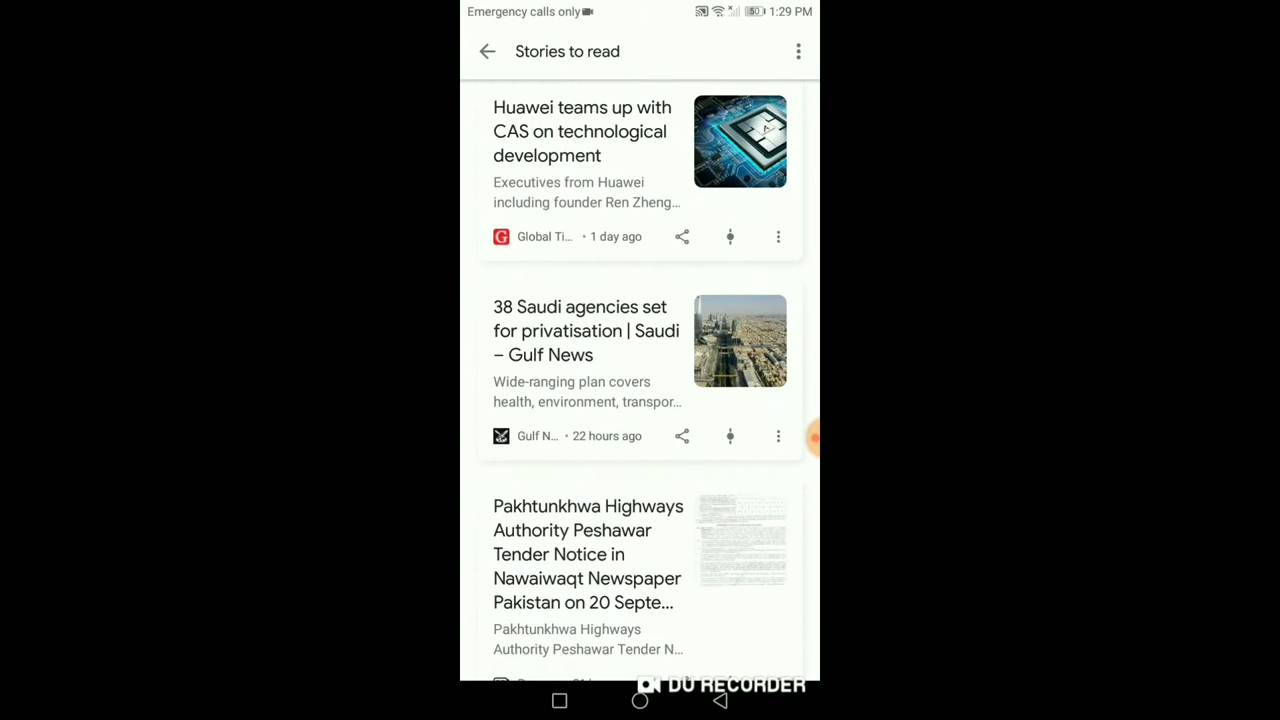 Emergency calls only
50 1:29 PM
Stories to read
Huawei teams up with
CAS on technological
development
Executives from Huawei
including founder Ren Zheng...
G Global Ti... • 1 day ago
38 Saudi agencies set
for privatisation | Saudi
– Gulf News
Wide-ranging plan covers
health, environment, transpor...
Gulf N... • 22 hours ago
Pakhtunkhwa Highways
Authority Peshawar
Tender Notice in
Nawaiwaqt Newspaper
Pakistan on 20 Septe...
Pakhtunkhwa Highways
Authority Peshawar Tender N...
DU RECORDER